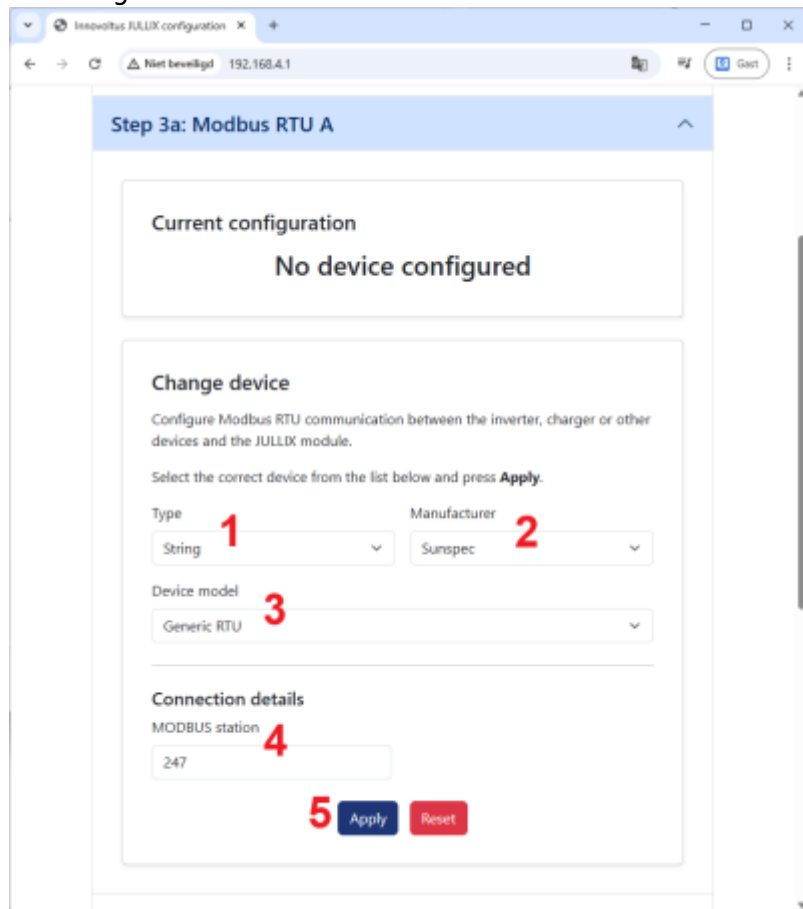 Innovoltus JULLIX configuration
Niet beveiligd 192.168.4.1
Gast
Step 3a: Modbus RTU A
Current configuration
No device configured
Change device
Configure Modbus RTU communication between the inverter, charger or other
devices and the JULLIX module.
Select the correct device from the list below and press Apply.
Type Manufacturer
1 2
String Sunspec
Device model
3
Generic RTU
Connection details
MODBUS station
4
247
5 Apply Reset